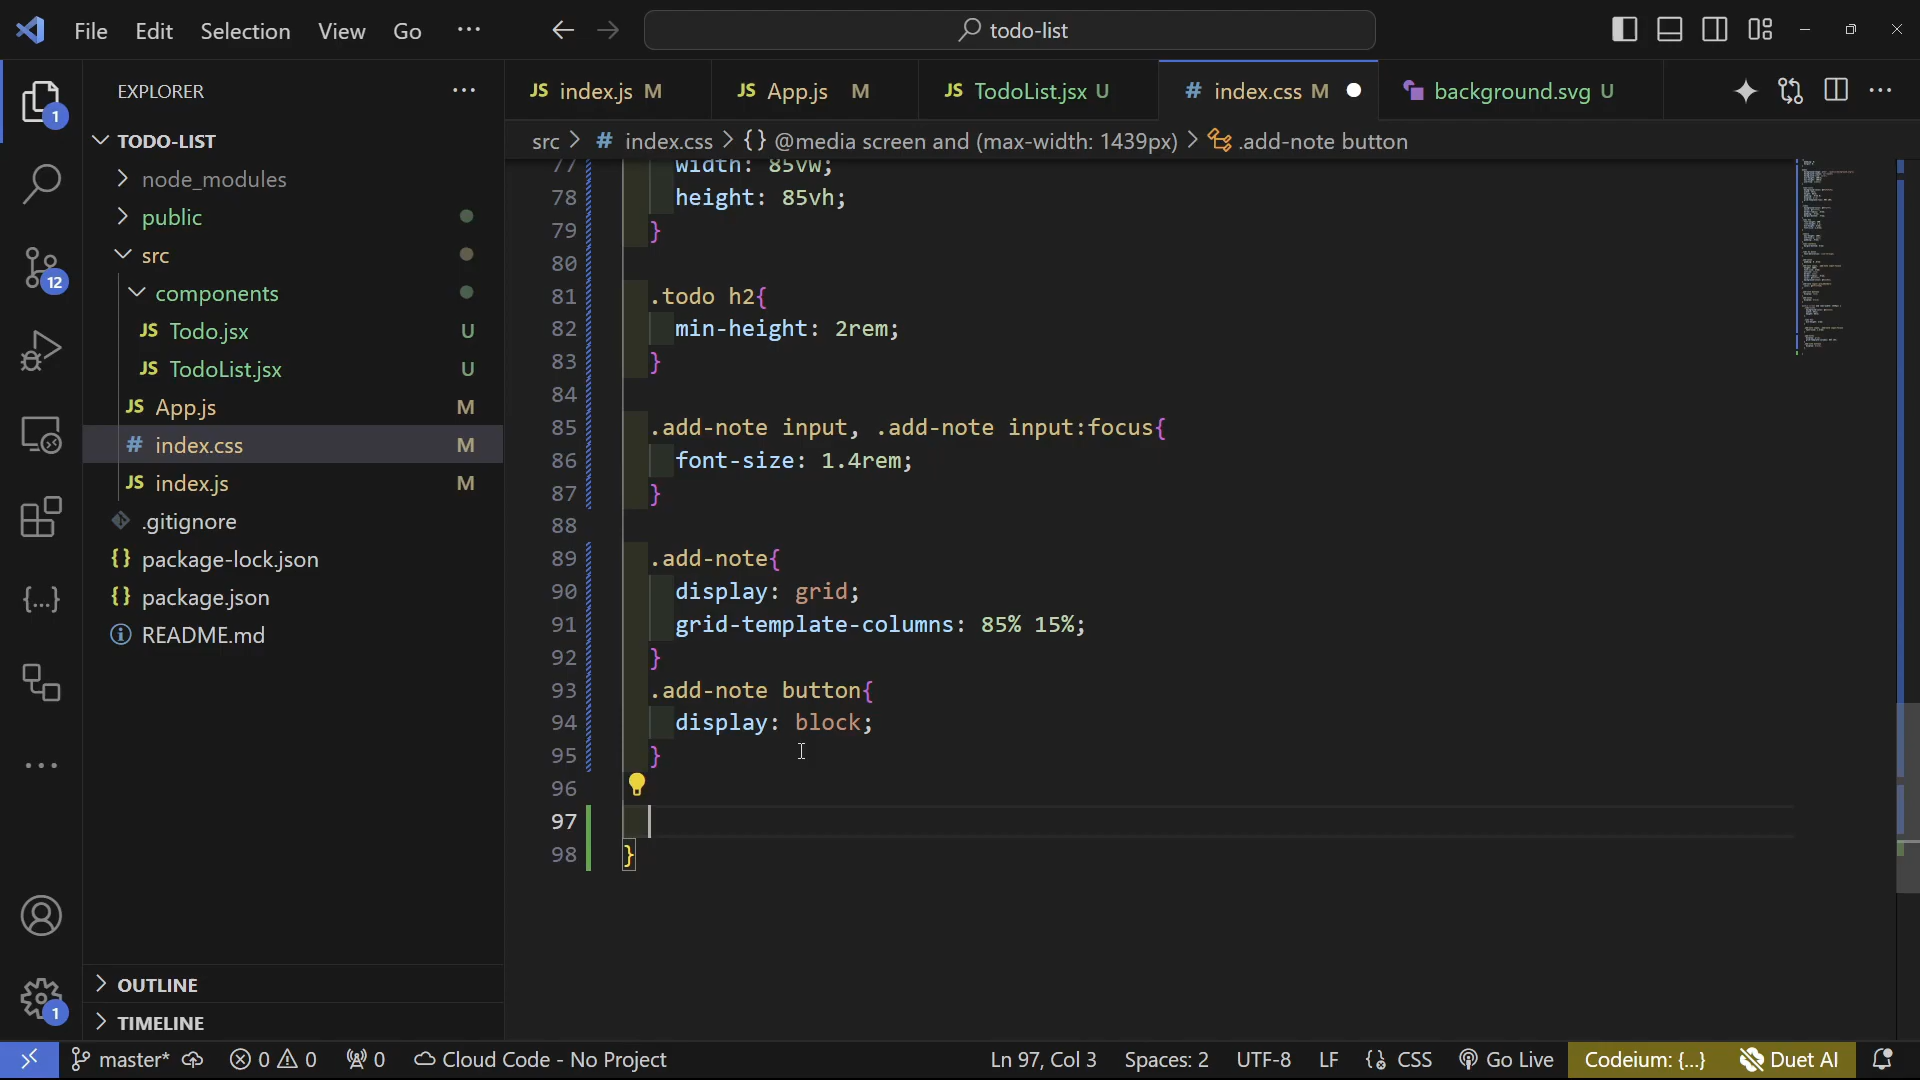 File Edit Selection View Go ··· todo-list
EXPLORER ···
JS index.js M JS App.js M JS TodoList.jsx U # index.css M background.svg U
src > # index.css > {} @media screen and (max-width: 1439px) > .add-note button
TODO-LIST
node_modules
public
src
components
JS Todo.jsx U
JS TodoList.jsx U
JS App.js M
# index.css M
JS index.js M
.gitignore
{} package-lock.json
{} package.json
README.md
OUTLINE
TIMELINE
1
12
1
77 width: 85vw;
78 height: 85vh;
79 }
80
81 .todo h2{
82 min-height: 2rem;
83 }
84
85 .add-note input, .add-note input:focus{
86 font-size: 1.4rem;
87 }
88
89 .add-note{
90 display: grid;
91 grid-template-columns: 85% 15%;
92 }
93 .add-note button{
94 display: block;
95 }
96
97
98 }
master* 0 0 0 Cloud Code - No Project Ln 97, Col 3 Spaces: 2 UTF-8 LF {} CSS Go Live Codeium: {...} Duet AI